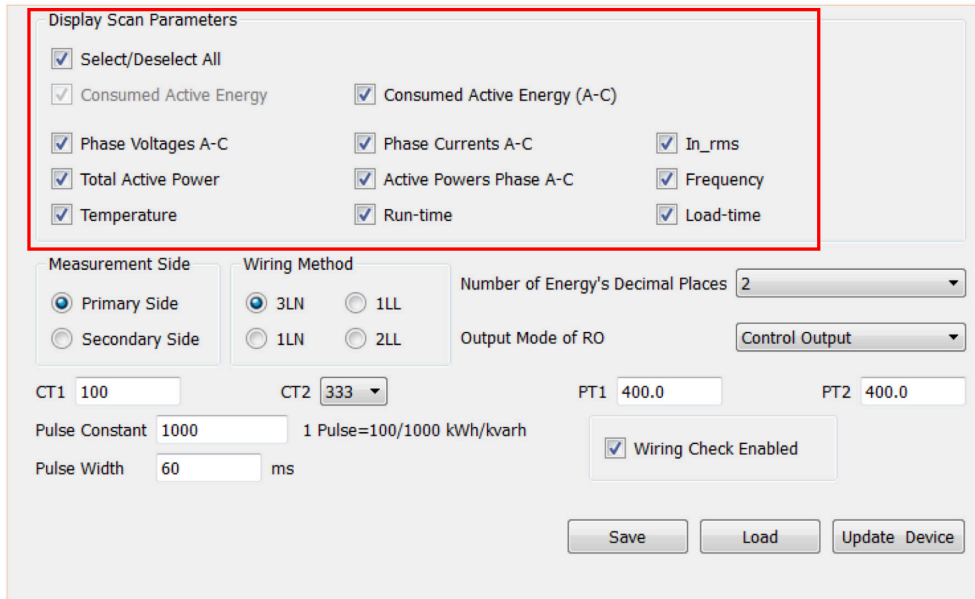 Display Scan Parameters
Select/Deselect All
Consumed Active Energy Consumed Active Energy (A-C)
Phase Voltages A-C Phase Currents A-C In_rms
Total Active Power Active Powers Phase A-C Frequency
Temperature Run-time Load-time
Measurement Side Wiring Method
Number of Energy's Decimal Places 2
Primary Side 3LN 1LL
Secondary Side 1LN 2LL Output Mode of RO Control Output
CT1 100 CT2 333 PT1 400.0 PT2 400.0
Pulse Constant 1000 1 Pulse=100/1000 kWh/kvarh
Wiring Check Enabled
Pulse Width 60 ms
Save Load Update Device